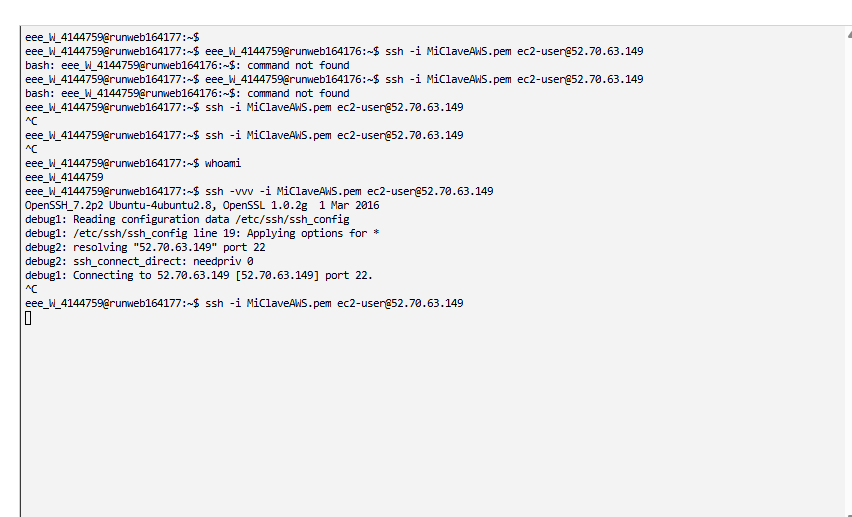 eee_W_4144759@runweb164177:~$
eee_W_4144759@runweb164177:~$ eee_W_4144759@runweb164176:~$ ssh -i MiClaveAWS.pem ec2-user@52.70.63.149
bash: eee_W_4144759@runweb164176:~$: command not found
eee_W_4144759@runweb164177:~$ eee_W_4144759@runweb164176:~$ ssh -i MiClaveAWS.pem ec2-user@52.70.63.149
bash: eee_W_4144759@runweb164176:~$: command not found
eee_W_4144759@runweb164177:~$ ssh -i MiClaveAWS.pem ec2-user@52.70.63.149
^C
eee_W_4144759@runweb164177:~$ ssh -i MiClaveAWS.pem ec2-user@52.70.63.149
^C
eee_W_4144759@runweb164177:~$ whoami
eee_W_4144759
eee_W_4144759@runweb164177:~$ ssh -vvv -i MiClaveAWS.pem ec2-user@52.70.63.149
OpenSSH_7.2p2 Ubuntu-4ubuntu2.8, OpenSSL 1.0.2g  1 Mar 2016
debug1: Reading configuration data /etc/ssh/ssh_config
debug1: /etc/ssh/ssh_config line 19: Applying options for *
debug2: resolving "52.70.63.149" port 22
debug2: ssh_connect_direct: needpriv 0
debug1: Connecting to 52.70.63.149 [52.70.63.149] port 22.
^C
eee_W_4144759@runweb164177:~$ ssh -i MiClaveAWS.pem ec2-user@52.70.63.149